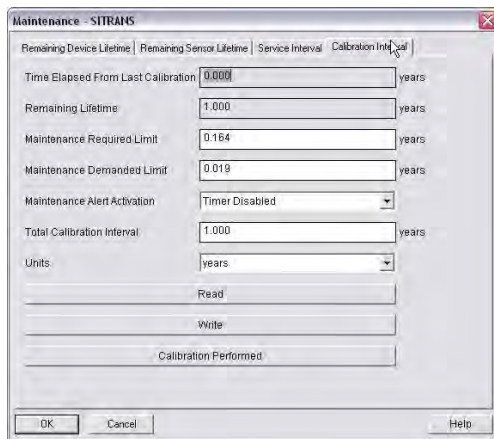 Maintenance - SITRANS
Remaining Device Lifetime Remaining Sensor Lifetime Service Interval Calibration Interval
Time Elapsed From Last Calibration 0.000 years
Remaining Lifetime 1.000 years
Maintenance Required Limit 0.164 years
Maintenance Demanded Limit 0.019 years
Maintenance Alert Activation Timer Disabled
Total Calibration Interval 1.000 years
Units years
Read
Write
Calibration Performed
OK Cancel Help